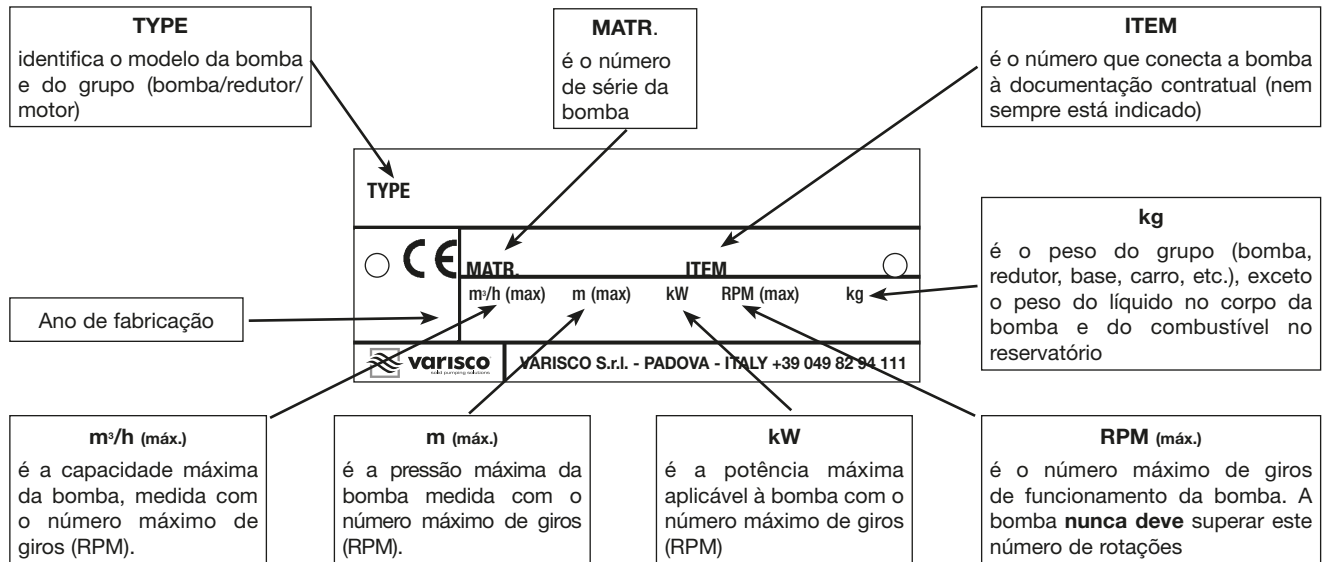 TYPE
identifica o modelo da bomba
e do grupo (bomba/redutor/
motor)
MATR.
é o número
de série da
bomba
ITEM
é o número que conecta a bomba
à documentação contratual (nem
sempre está indicado)
TYPE
CE
MATR.
ITEM
m³/h (max) m (max) kW RPM (max) kg
kg
é o peso do grupo (bomba,
redutor, base, carro, etc.), exceto
o peso do líquido no corpo da
bomba e do combustível no
reservatório
Ano de fabricação
varisco
solid pumping solutions
VARISCO S.r.l. - PADOVA - ITALY +39 049 82 94 111
m³/h (máx.)
é a capacidade máxima
da bomba, medida com
o número máximo de
giros (RPM).
m (máx.)
é a pressão máxima da
bomba medida com o
número máximo de giros
(RPM).
kW
é a potência máxima
aplicável à bomba com o
número máximo de giros
(RPM)
RPM (máx.)
é o número máximo de giros
de funcionamento da bomba. A
bomba nunca deve superar este
número de rotações